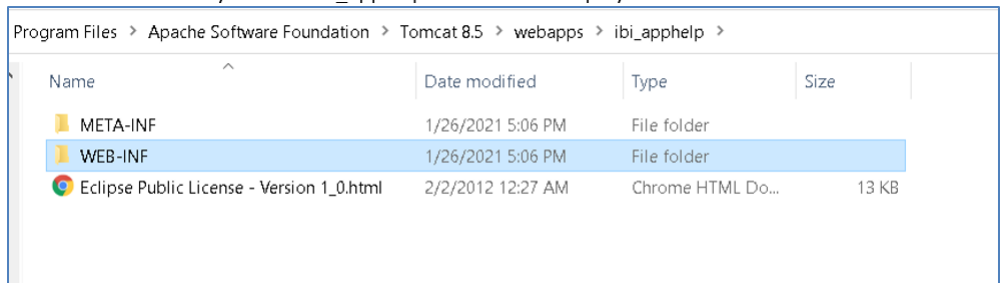 Program Files > Apache Software Foundation > Tomcat 8.5 > webapps > ibi_apphelp >
Name Date modified Type Size
META-INF 1/26/2021 5:06 PM File folder
WEB-INF 1/26/2021 5:06 PM File folder
Eclipse Public License - Version 1_0.html 2/2/2012 12:27 AM Chrome HTML Do... 13 KB